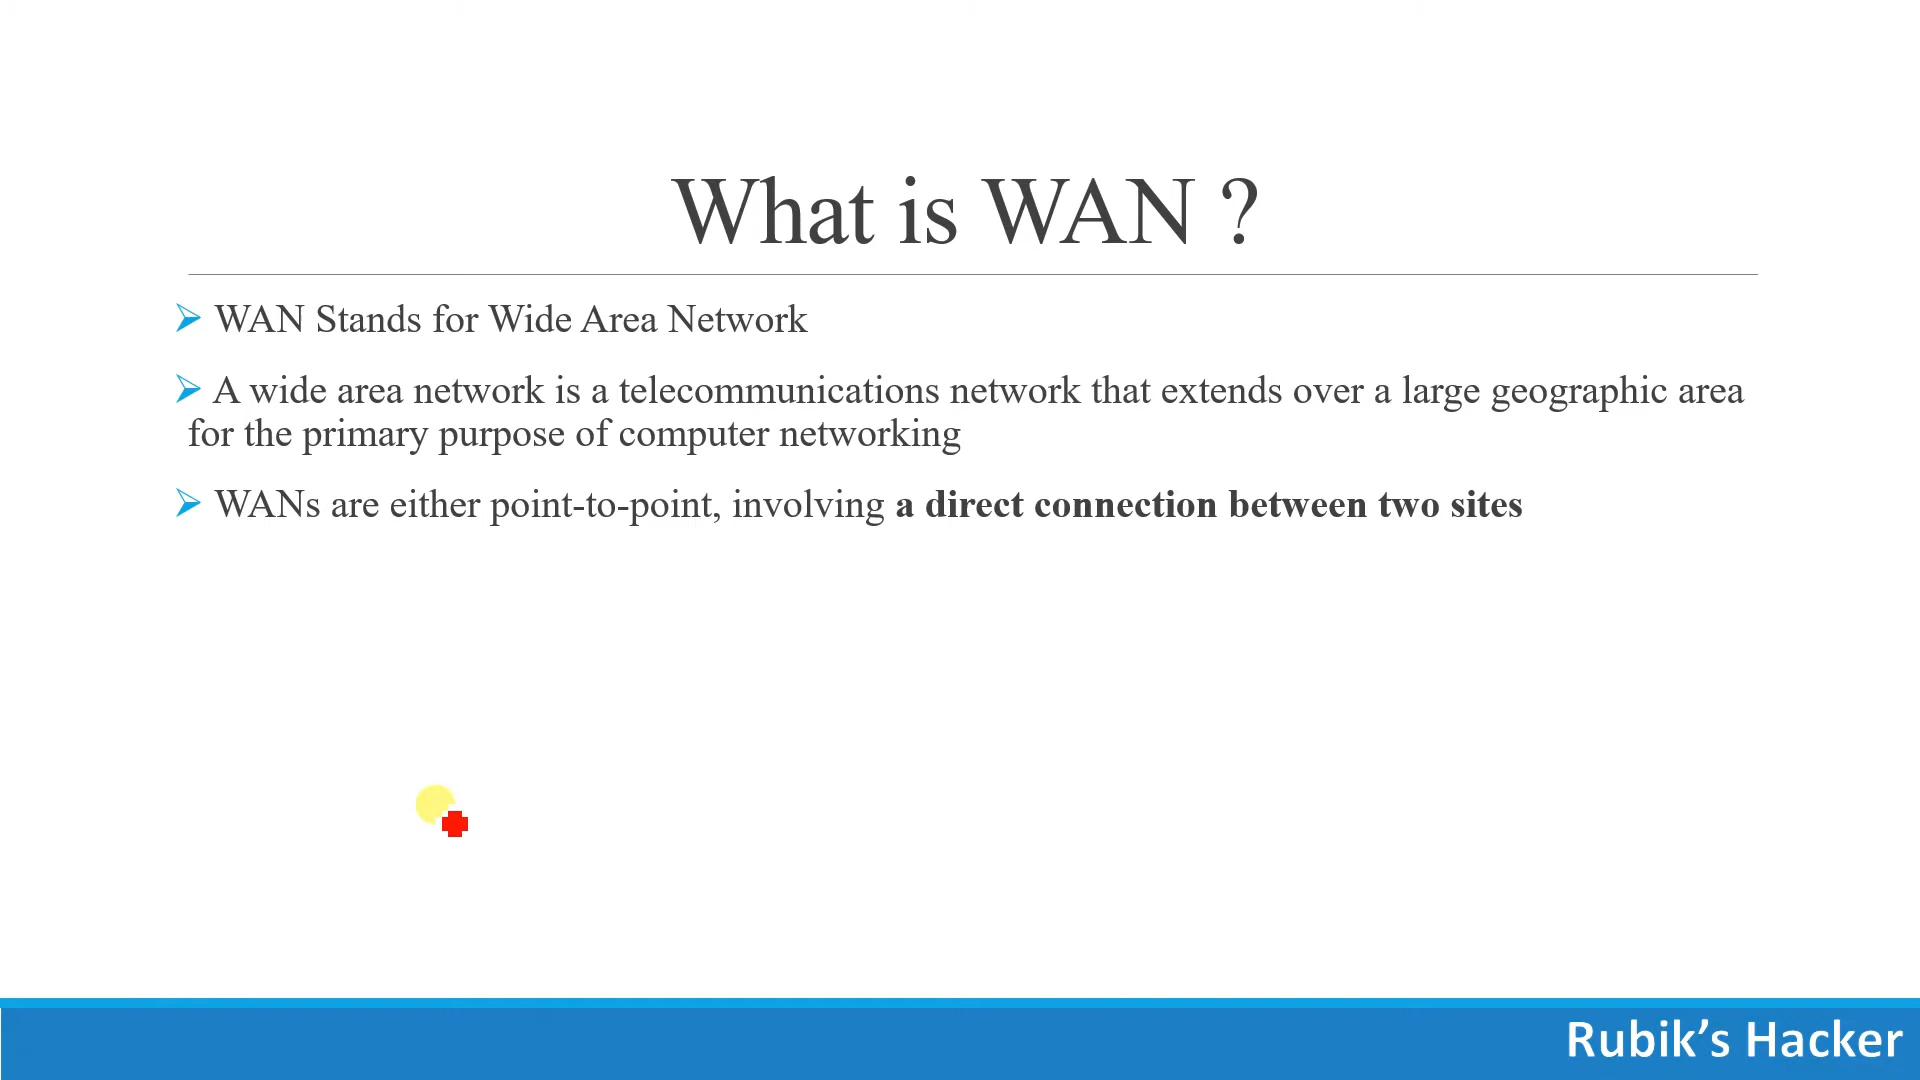 What is WAN ?
WAN Stands for Wide Area Network
A wide area network is a telecommunications network that extends over a large geographic area
for the primary purpose of computer networking
WANs are either point-to-point, involving a direct connection between two sites
Rubik’s Hacker